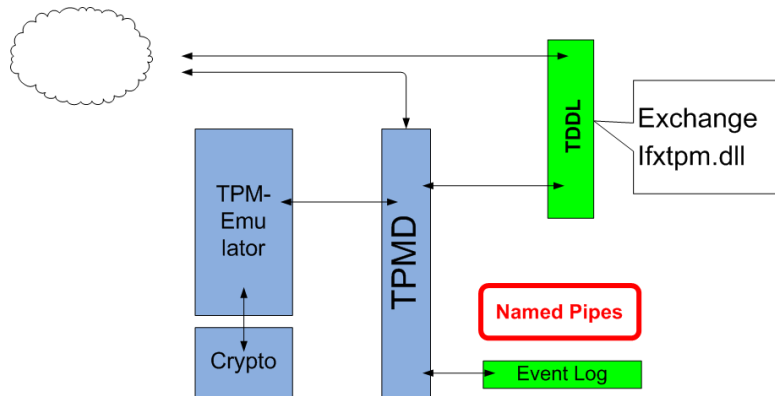 TDDL
Exchange
Ifxtpm.dll
TPM-
Emu
lator
TPMD
Named Pipes
Crypto
Event Log